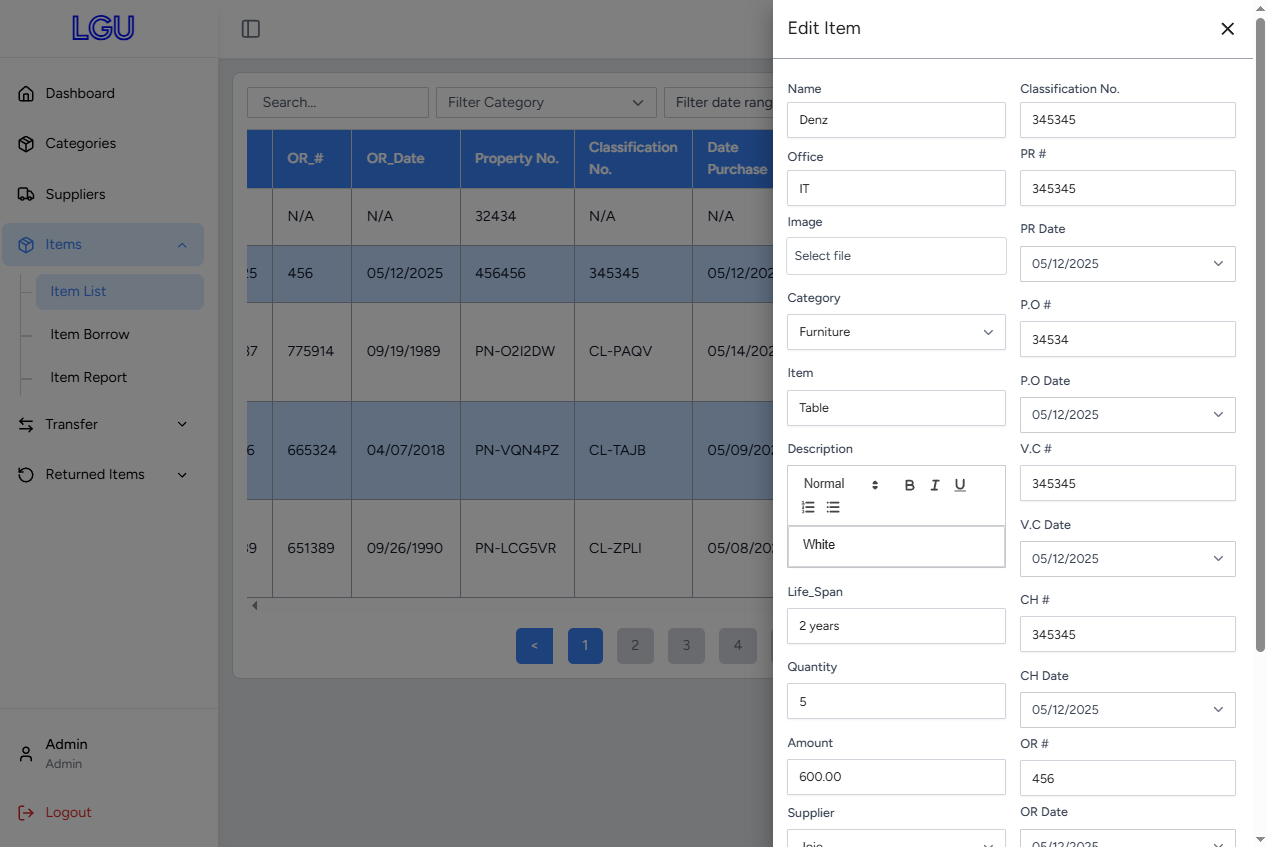 LGU
Dashboard
Categories
Suppliers
Items
Item List
Item Borrow
Item Report
Transfer
Returned Items
Admin
Admin
Logout
Search...
Filter Category
Filter date rang
OR_#
OR_Date
Property No.
Classification No.
Date Purchase
N/A
N/A
32434
N/A
N/A
456
05/12/2025
456456
345345
05/12/202
775914
09/19/1989
PN-O2I2DW
CL-PAQV
05/14/202
6
665324
04/07/2018
PN-VQN4PZ
CL-TAJB
05/09/202
651389
09/26/1990
PN-LCG5VR
CL-ZPLI
05/08/202
<
1
2
3
4
Edit Item
Name
Denz
Office
IT
Image
Select file
Category
Furniture
Item
Table
Description
Normal
B
I
U
White
Life_Span
2 years
Quantity
5
Amount
600.00
Supplier
Classification No.
345345
PR #
345345
PR Date
05/12/2025
P.O #
34534
P.O Date
05/12/2025
V.C #
345345
V.C Date
05/12/2025
CH #
345345
CH Date
05/12/2025
OR #
456
OR Date
05/12/2025